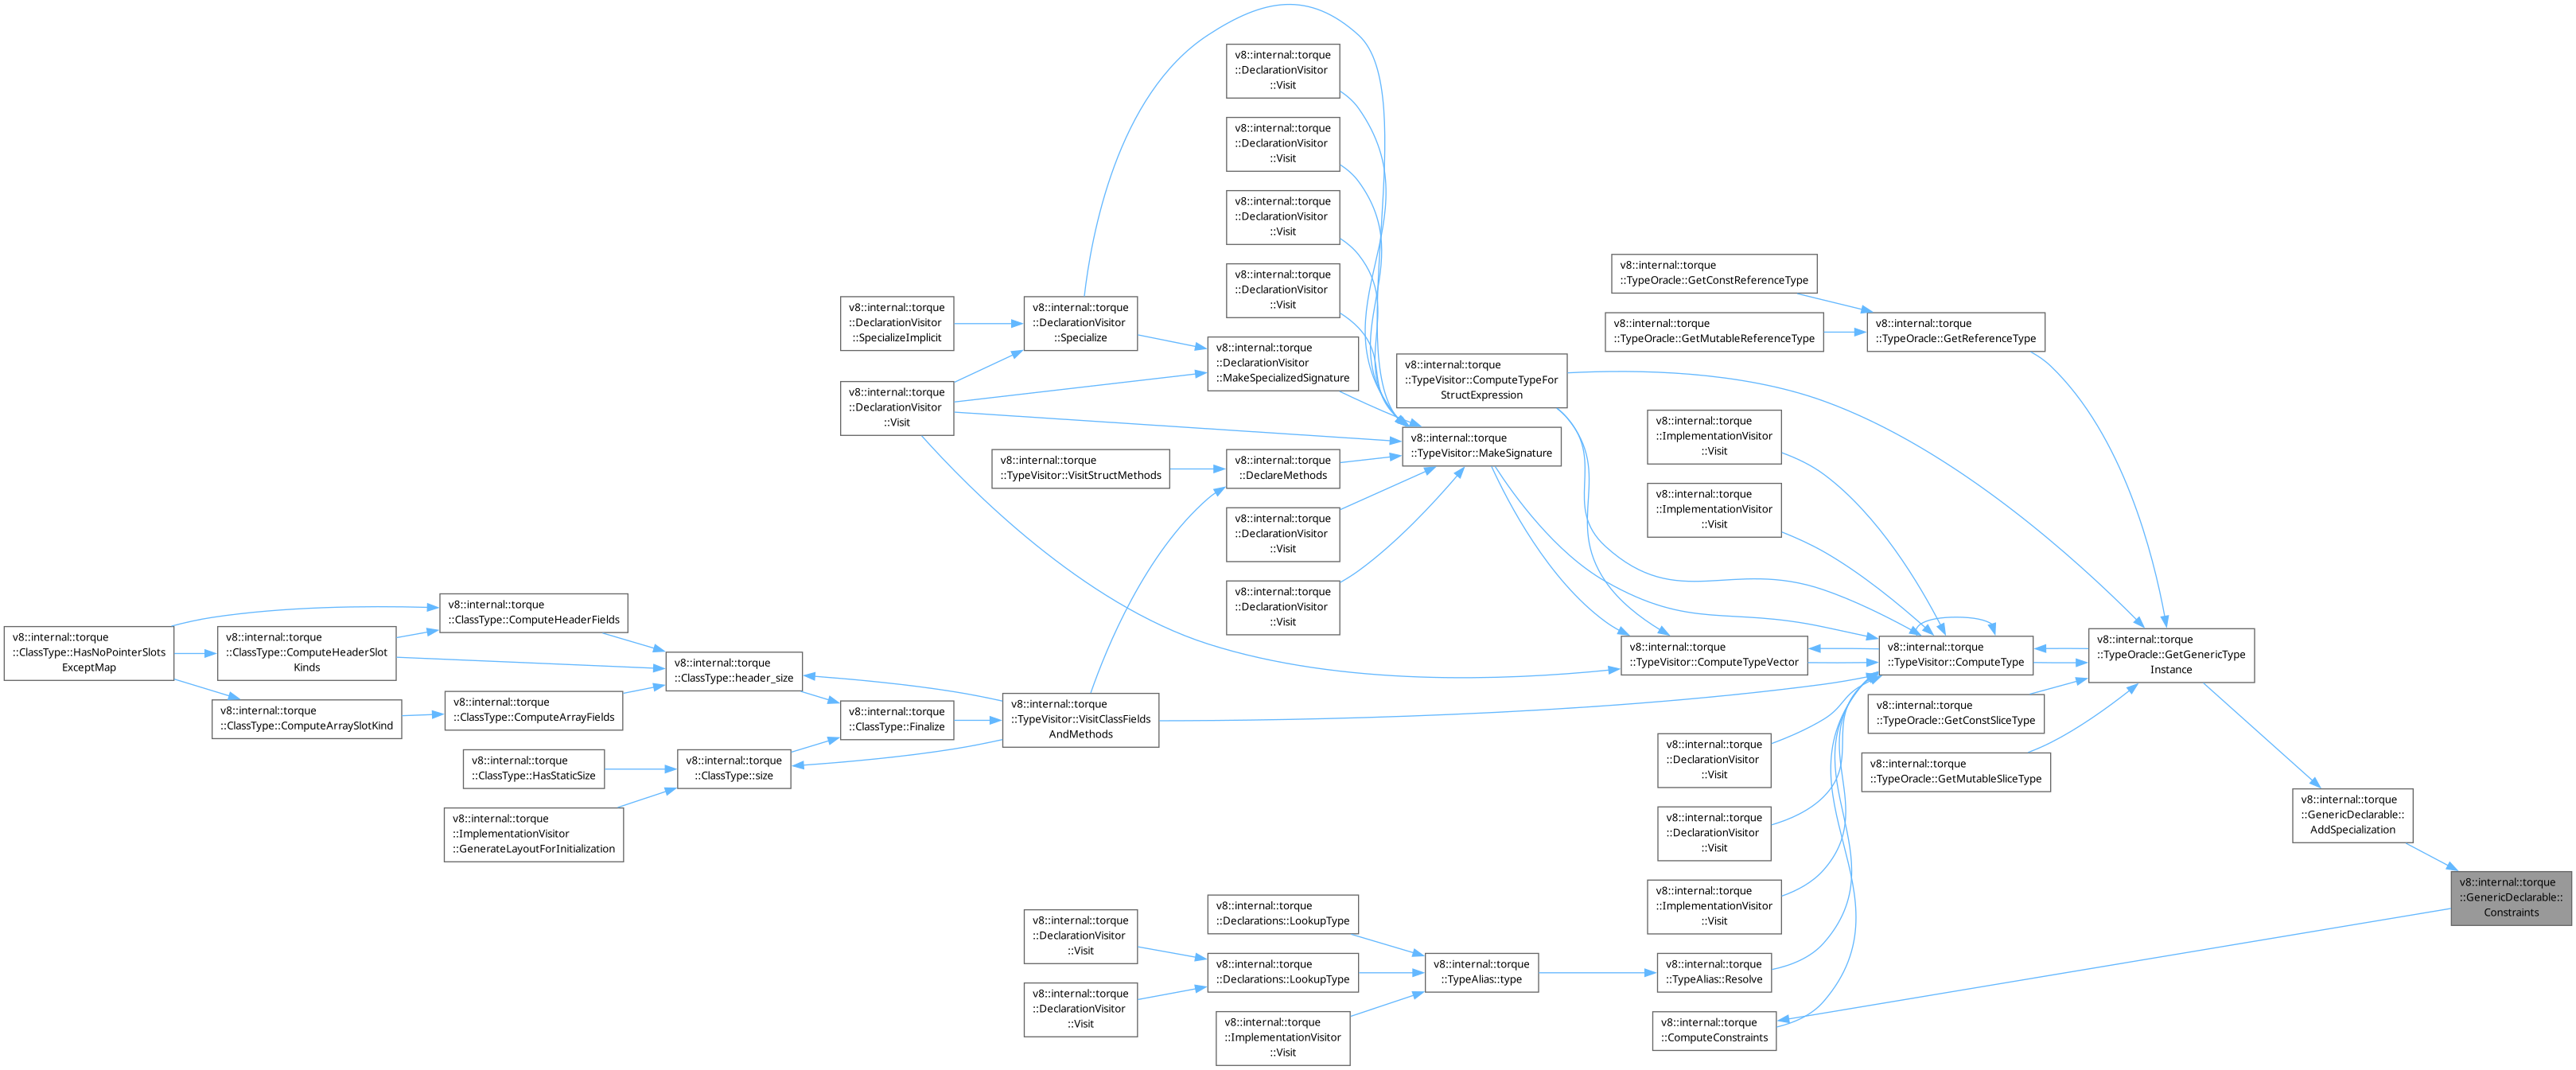 v8::internal::torque
::DeclarationVisitor
::Visit
v8::internal::torque
::DeclarationVisitor
::Visit
v8::internal::torque
::DeclarationVisitor
::Visit
v8::internal::torque
::DeclarationVisitor
::Visit
v8::internal::torque
::TypeOracle::GetConstReferenceType
v8::internal::torque
::DeclarationVisitor
::SpecializeImplicit
v8::internal::torque
::DeclarationVisitor
::Specialize
v8::internal::torque
::TypeOracle::GetMutableReferenceType
v8::internal::torque
::TypeOracle::GetReferenceType
v8::internal::torque
::DeclarationVisitor
::MakeSpecializedSignature
v8::internal::torque
::TypeVisitor::ComputeTypeFor
StructExpression
v8::internal::torque
::DeclarationVisitor
::Visit
v8::internal::torque
::ImplementationVisitor
::Visit
v8::internal::torque
::TypeVisitor::MakeSignature
v8::internal::torque
::TypeVisitor::VisitStructMethods
v8::internal::torque
::DeclareMethods
v8::internal::torque
::ImplementationVisitor
::Visit
v8::internal::torque
::DeclarationVisitor
::Visit
v8::internal::torque
::DeclarationVisitor
::Visit
v8::internal::torque
::ClassType::ComputeHeaderFields
v8::internal::torque
::ClassType::HasNoPointerSlots
ExceptMap
v8::internal::torque
::ClassType::ComputeHeaderSlot
Kinds
v8::internal::torque
::ClassType::header_size
v8::internal::torque
::TypeVisitor::ComputeTypeVector
v8::internal::torque
::TypeVisitor::ComputeType
v8::internal::torque
::TypeOracle::GetGenericType
Instance
v8::internal::torque
::ClassType::ComputeArraySlotKind
v8::internal::torque
::ClassType::ComputeArrayFields
v8::internal::torque
::ClassType::Finalize
v8::internal::torque
::TypeVisitor::VisitClassFields
AndMethods
v8::internal::torque
::TypeOracle::GetConstSliceType
v8::internal::torque
::ClassType::HasStaticSize
v8::internal::torque
::ClassType::size
v8::internal::torque
::DeclarationVisitor
::Visit
v8::internal::torque
::TypeOracle::GetMutableSliceType
v8::internal::torque
::ImplementationVisitor
::GenerateLayoutForInitialization
v8::internal::torque
::DeclarationVisitor
::Visit
v8::internal::torque
::GenericDeclarable::
AddSpecialization
v8::internal::torque
::ImplementationVisitor
::Visit
v8::internal::torque
::GenericDeclarable::
Constraints
v8::internal::torque
::Declarations::LookupType
v8::internal::torque
::DeclarationVisitor
::Visit
v8::internal::torque
::Declarations::LookupType
v8::internal::torque
::TypeAlias::type
v8::internal::torque
::TypeAlias::Resolve
v8::internal::torque
::DeclarationVisitor
::Visit
v8::internal::torque
::ImplementationVisitor
::Visit
v8::internal::torque
::ComputeConstraints